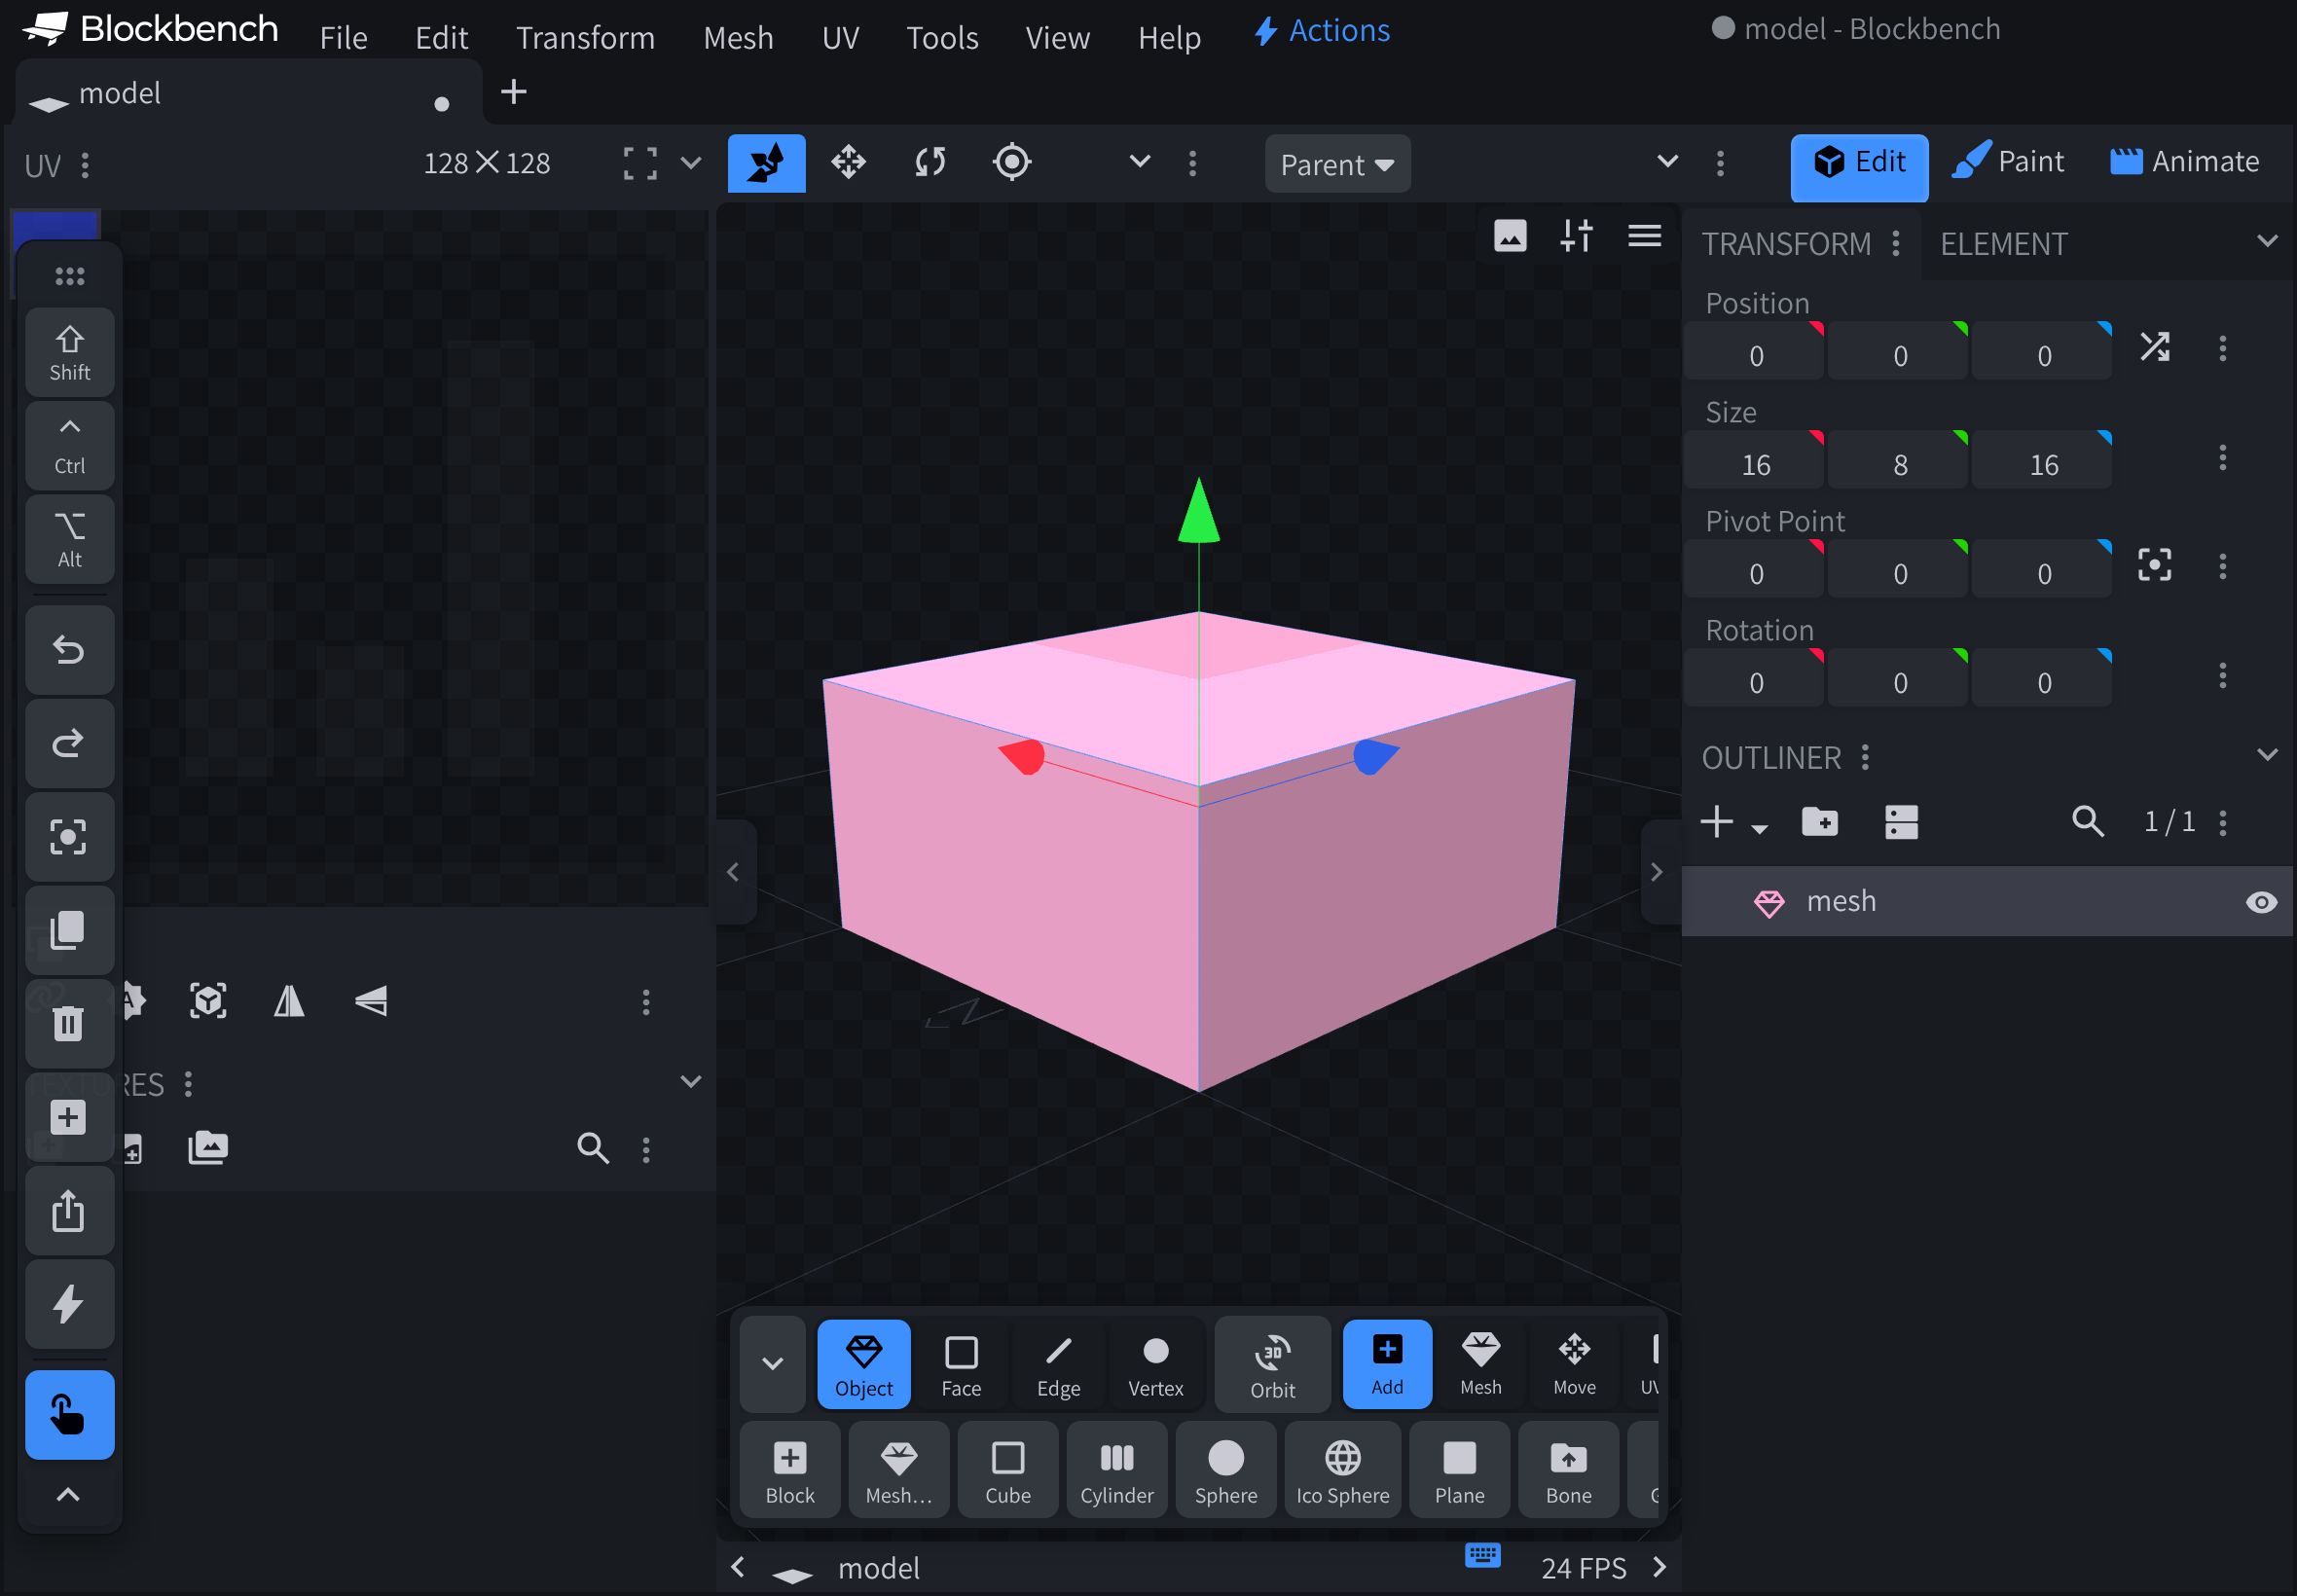 Blockbench File Edit Transform Mesh UV Tools View Help Actions model - Blockbench
model
UV 128×128 Parent Edit Paint Animate
TRANSFORM ELEMENT
Position
0 0 0
Size
16 8 16
Pivot Point
0 0 0
Rotation
0 0 0
OUTLINER
1 / 1
mesh
Shift
Ctrl
Alt
TEXTURES
Object Face Edge Vertex 3D Orbit Add Mesh Move UV
Block Mesh... Cube Cylinder Sphere Ico Sphere Plane Bone
model 24 FPS